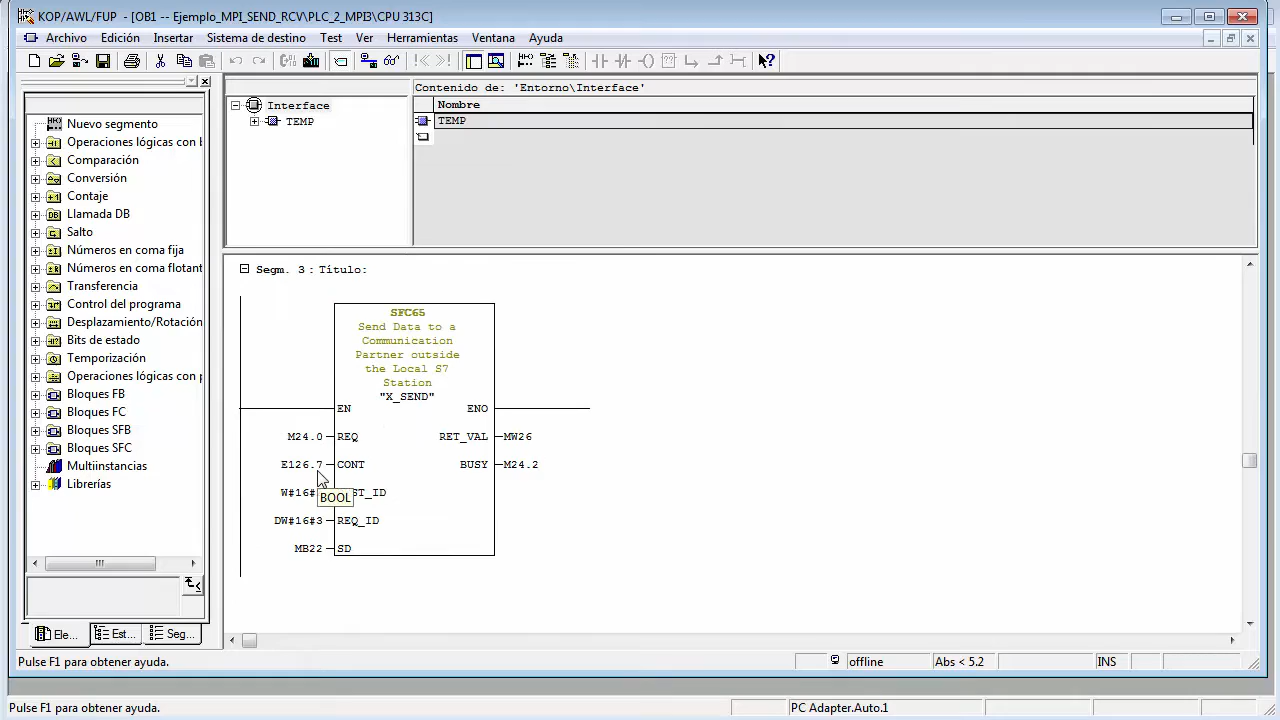 KOP/AWL/FUP - [OB1 -- Ejemplo_MPI_SEND_RCV\PLC_2_MPI3\CPU 313C]
Archivo Edición Insertar Sistema de destino Test Ver Herramientas Ventana Ayuda
Nuevo segmento
Operaciones lógicas con b
Comparación
Conversión
Contaje
Llamada DB
Salto
Números en coma fija
Números en coma flotant
Transferencia
Control del programa
Desplazamiento/Rotación
Bits de estado
Temporización
Operaciones lógicas con p
Bloques FB
Bloques FC
Bloques SFB
Bloques SFC
Multiinstancias
Librerías
Ele... Est... Seg...
Interface
TEMP
Contenido de: 'Entorno\Interface'
Nombre
TEMP
Segm. 3 : Título:
SFC65
Send Data to a
Communication
Partner outside
the Local S7
Station
"X_SEND"
EN ENO
M24.0 REQ RET_VAL MW26
E126.7 CONT BUSY M24.2
W#16# ST_ID
BOOL
DW#16#3 REQ_ID
MB22 SD
Pulse F1 para obtener ayuda. offline Abs < 5.2 INS
Pulse F1 para obtener ayuda. PC Adapter.Auto.1